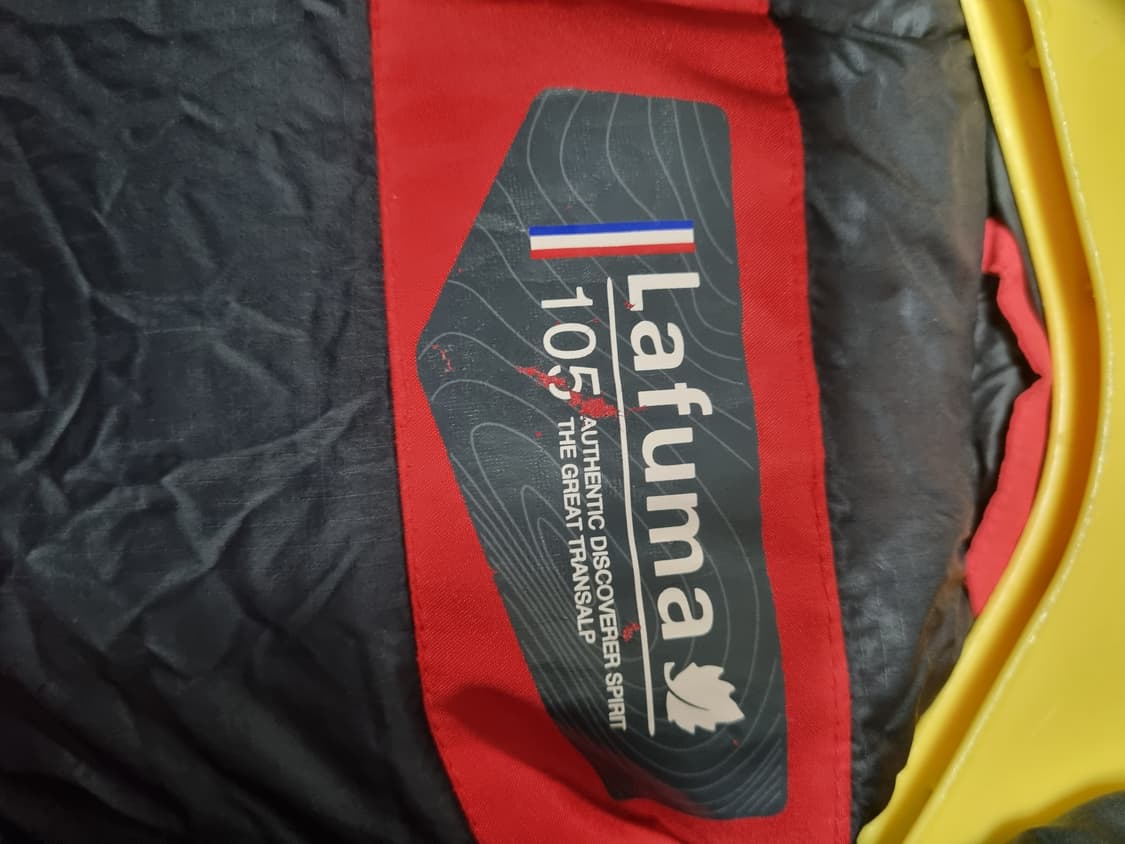 Lafuma
105 AUTHENTIC DISCOVERER SPIRIT
THE GREAT TRANSALP